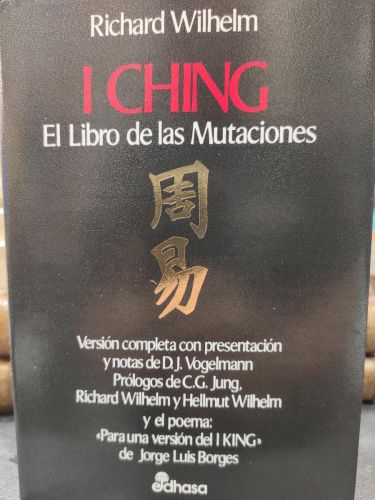 Richard Wilhelm
I CHING
El Libro de las Mutaciones
周
易
Versión completa con presentación
y notas de D.J. Vogelmann
Prólogos de C.G. Jung,
Richard Wilhelm y Hellmut Wilhelm
y el poema:
«Para una versión del I KING»
de Jorge Luis Borges
edhasa